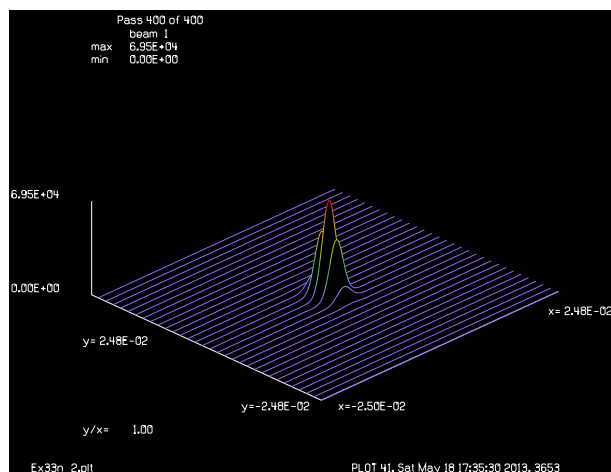 Pass 400 of 400
beam 1
max 6.95E+04
min 0.00E+00
6.95E+04
0.00E+00
x= 2.48E-02
y= 2.48E-02
y=-2.48E-02 x=-2.50E-02
y/x= 1.00
Ex33n_2.plt PLOT 41, Sat May 18 17:35:30 2013, 3653